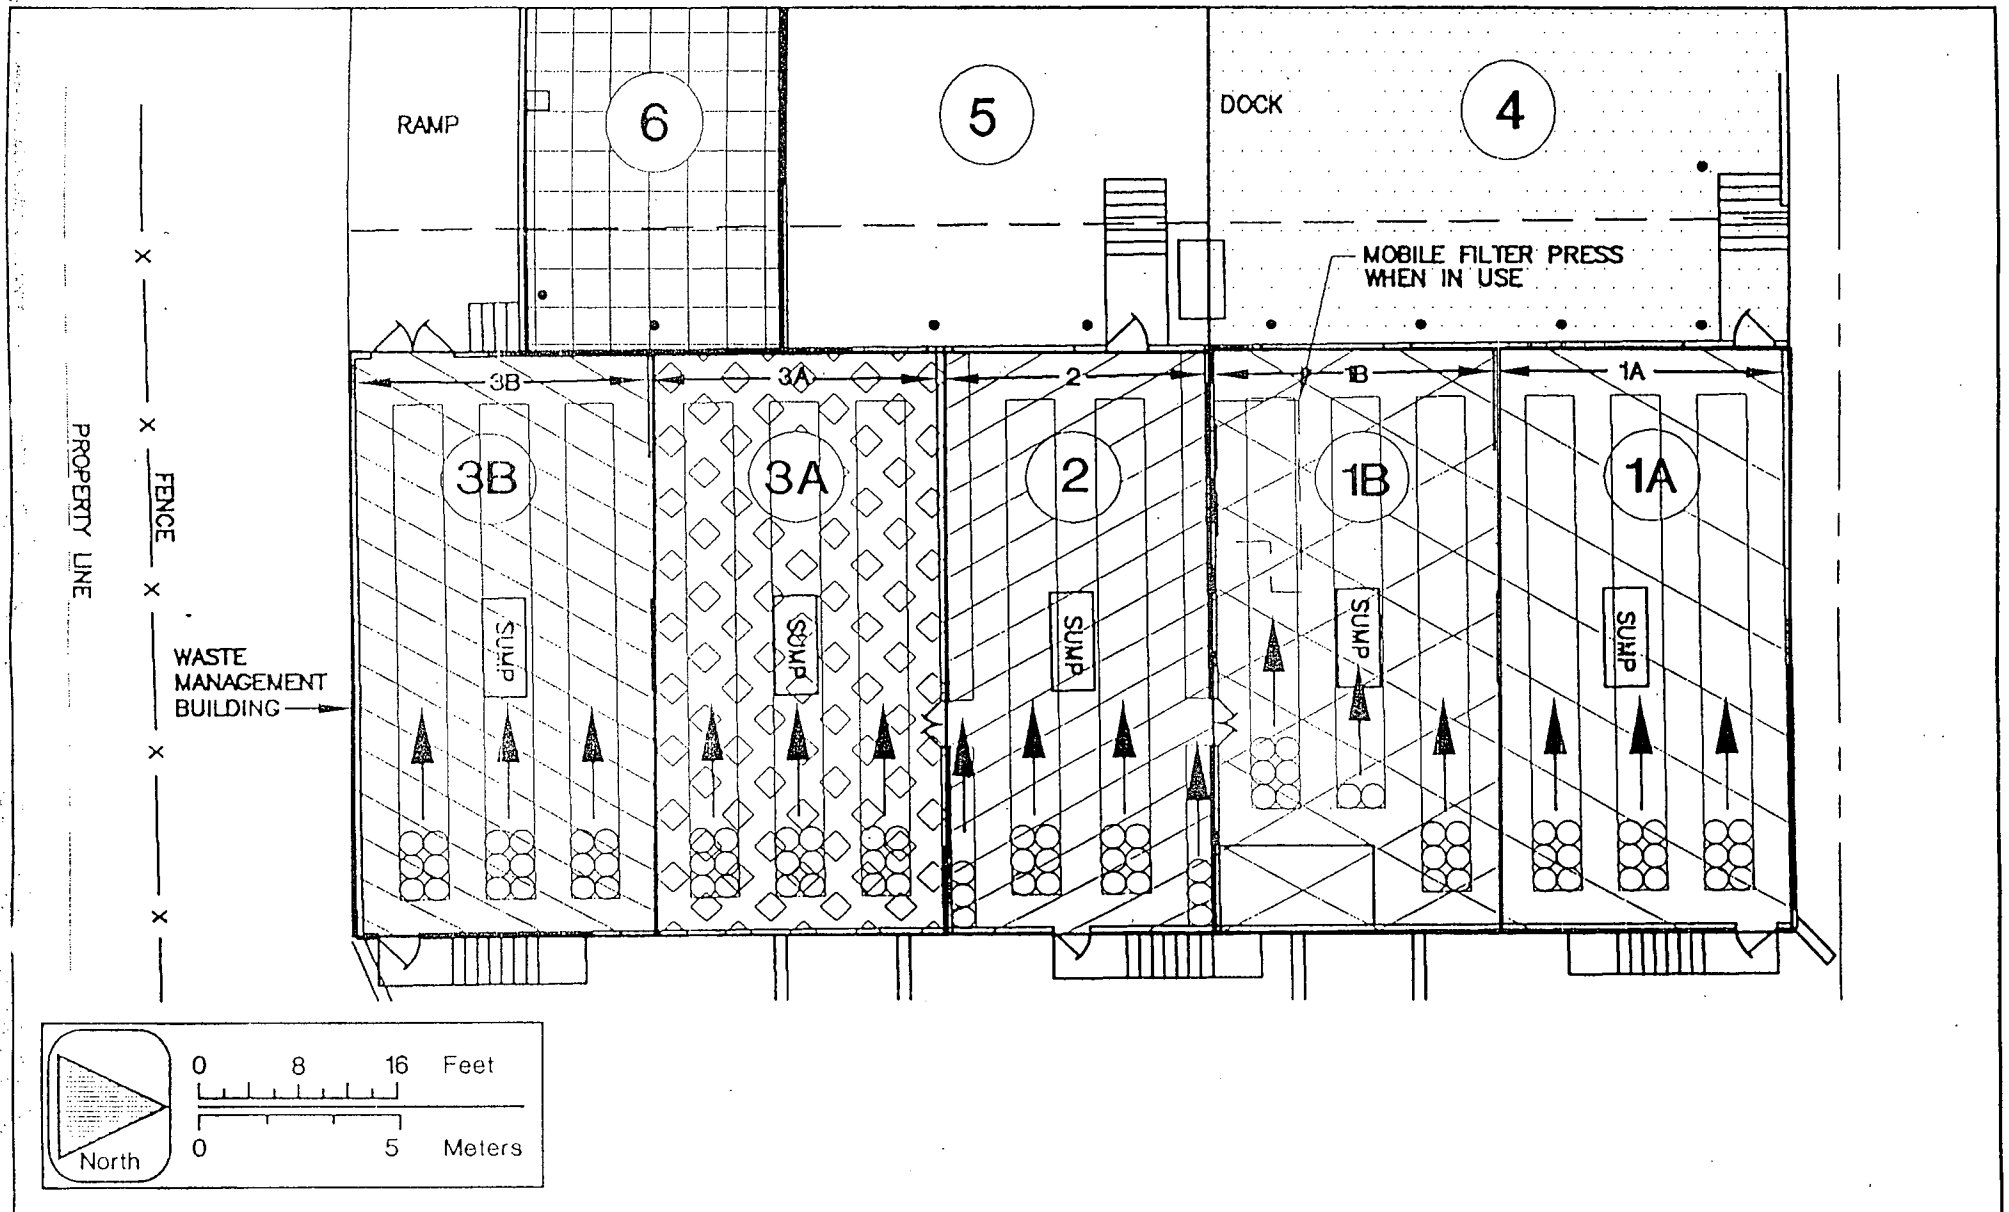 RAMP
6
5
DOCK
4
MOBILE FILTER PRESS
WHEN IN USE
3B
3A
2
1B
1A
3B
3A
2
1B
1A
PROPERTY LINE
FENCE
SUMP
SUMP
SUMP
SUMP
SUMP
WASTE
MANAGEMENT
BUILDING
0 8 16 Feet
0 5 Meters
North